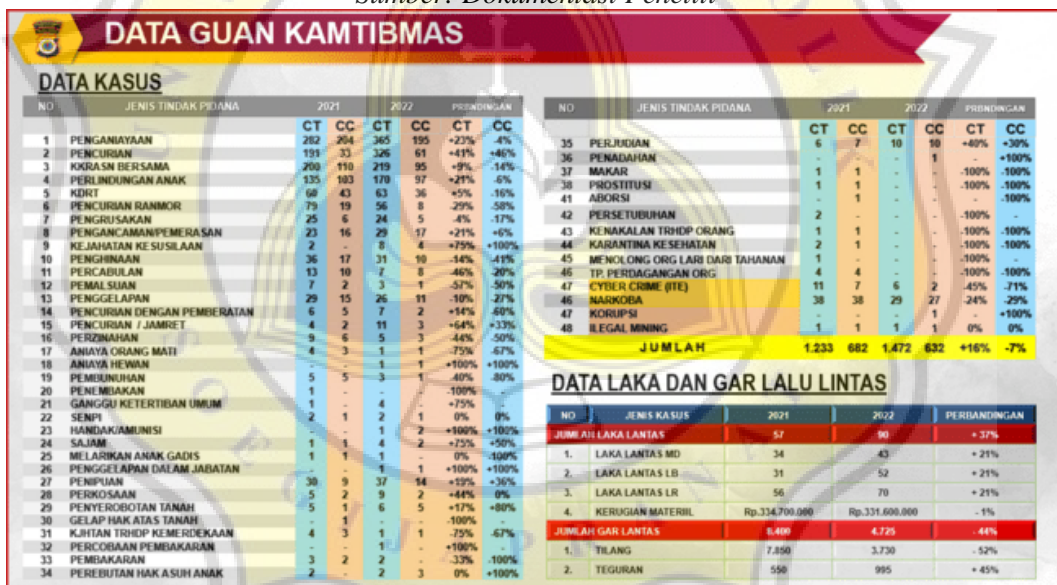 Sumber: Dokumentasi Peneliti
DATA GUAN KAMTIBMAS
DATA KASUS
NO JENIS TINDAK PIDANA 2021 2022 PRBNDINGAN
CT CC CT CC CT CC
1 PENGANIAYAAN 282 204 365 195 +23% -4%
2 PENCURIAN 191 33 326 61 +41% +46%
3 KKRASN BERSAMA 200 110 219 95 +9% -14%
4 PERLINDUNGAN ANAK 135 103 170 97 +21% -6%
5 KDRT 60 43 63 36 +5% -16%
6 PENCURIAN RANMOR 79 19 56 8 -29% -58%
7 PENGRUSAKAN 25 6 24 5 -4% -17%
8 PENGANCAMAN/PEMERASAN 23 16 29 17 +21% +6%
9 KEJAHATAN KESUSILAAN 2 - 8 4 +75% +100%
10 PENGHINAAN 36 17 31 10 -14% -41%
11 PERCABULAN 13 10 7 8 -46% -20%
12 PEMALSUAN 7 2 3 1 -57% -50%
13 PENGGELAPAN 29 15 26 11 -10% -27%
14 PENCURIAN DENGAN PEMBERATAN 6 5 7 2 +14% -60%
15 PENCURIAN / JAMRET 4 2 11 3 +64% +33%
16 PERZINAHAN 9 6 5 3 -44% -50%
17 ANIAYA ORANG MATI 4 3 1 1 -75% -67%
18 ANIAYA HEWAN - - 1 1 +100% +100%
19 PEMBUNUHAN 5 5 3 1 -40% -80%
20 PENEMBAKAN 1 - - - -100% -
21 GANGGU KETERTIBAN UMUM 1 - 4 - +75% -
22 SENPI 2 1 2 1 0% 0%
23 HANDAK/AMUNISI - - 1 2 +100% +100%
24 SAJAM 1 1 4 2 +75% +50%
25 MELARIKAN ANAK GADIS 1 1 1 - 0% -100%
26 PENGGELAPAN DALAM JABATAN - - 1 1 +100% +100%
27 PENIPUAN 30 9 37 14 +19% +36%
28 PERKOSAAN 5 2 9 2 +44% 0%
29 PENYEROBOTAN TANAH 5 1 6 5 +17% +80%
30 GELAP HAK ATAS TANAH - 1 - - -100% -
31 KJHTAN TRHDP KEMERDEKAAN 4 3 1 1 -75% -67%
32 PERCOBAAN PEMBAKARAN - - 1 - +100% -
33 PEMBAKARAN 3 2 2 - -33% -100%
34 PEREBUTAN HAK ASUH ANAK 2 - 2 3 0% +100%
NO JENIS TINDAK PIDANA 2021 2022 PRBNDINGAN
CT CC CT CC CT CC
35 PERJUDIAN 6 7 10 10 +40% +30%
36 PENADAHAN - - - 1 - +100%
37 MAKAR 1 1 - - -100% -100%
38 PROSTITUSI 1 1 - - -100% -100%
41 ABORSI 1 - - -100%
42 PERSETUBUHAN 2 - - - -100% -
43 KENAKALAN TRHDP ORANG 1 1 - - -100% -100%
44 KARANTINA KESEHATAN 2 1 - - -100% -100%
45 MENOLONG ORG LARI DARI TAHANAN 1 - - - -100% -
46 TP. PERDAGANGAN ORG 4 4 - - -100% -100%
47 CYBER CRIME (ITE) 11 7 6 2 -45% -71%
46 NARKOBA 38 38 29 27 -24% -29%
47 KORUPSI - - - 1 - +100%
48 ILEGAL MINING 1 1 1 1 0% 0%
JUMLAH 1.233 682 1.472 632 +16% -7%
DATA LAKA DAN GAR LALU LINTAS
NO JENIS KASUS 2021 2022 PERBANDINGAN
JUMLAH LAKA LANTAS 57 90 + 37%
1. LAKA LANTAS MD 34 43 + 21%
2. LAKA LANTAS LB 31 52 + 21%
3. LAKA LANTAS LR 56 70 + 21%
4. KERUGIAN MATERIIL Rp.334.700.000 Rp.331.600.000 - 1%
JUMLAH GAR LANTAS 8.400 4.725 - 44%
1. TILANG 7.850 3.730 - 52%
2. TEGURAN 550 995 + 45%